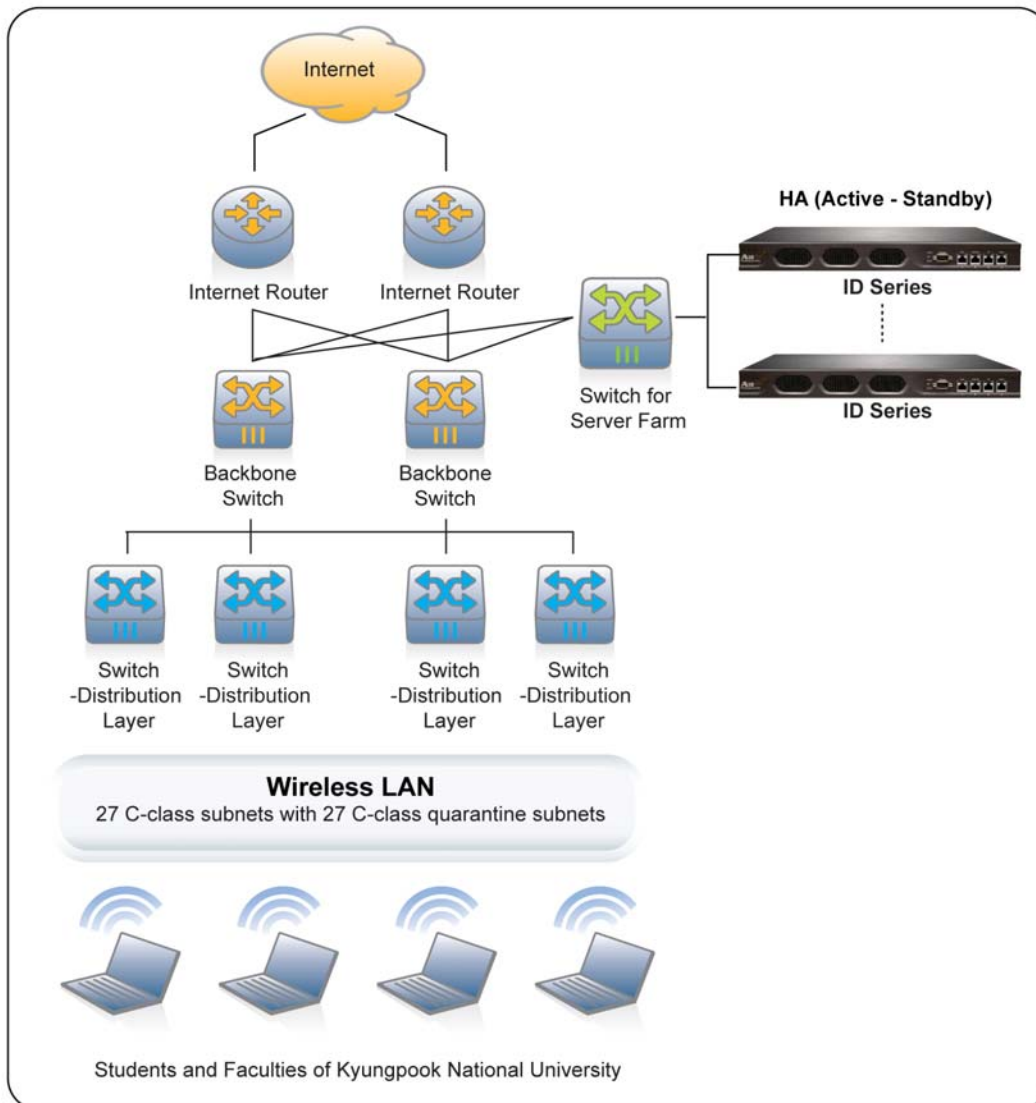 Internet
Internet Router
Internet Router
HA (Active - Standby)
ID Series
ID Series
Switch for
Server Farm
Backbone
Switch
Backbone
Switch
Switch
-Distribution
Layer
Switch
-Distribution
Layer
Switch
-Distribution
Layer
Switch
-Distribution
Layer
Wireless LAN
27 C-class subnets with 27 C-class quarantine subnets
Students and Faculties of Kyungpook National University